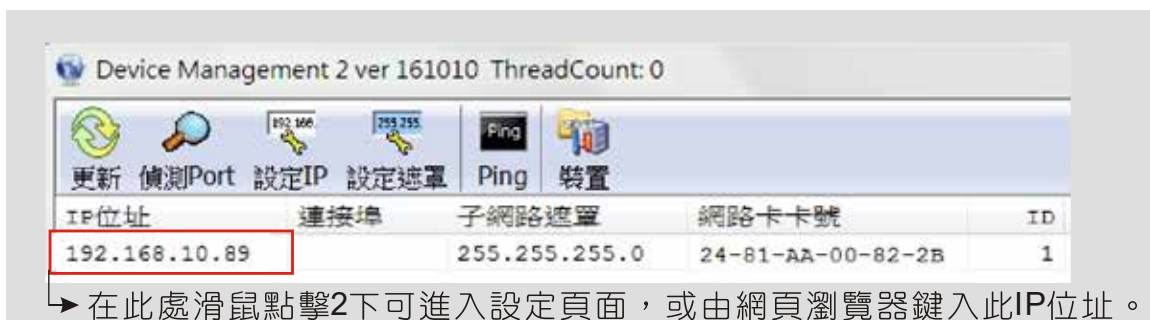 Device Management 2 ver 161010 ThreadCount: 0
192.168. 255.255. Ping
更新 偵測Port 設定IP 設定遮罩 Ping 裝置
IP位址 連接埠 子網路遮罩 網路卡卡號 ID
192.168.10.89 255.255.255.0 24-81-AA-00-82-2B 1
在此處滑鼠點擊2下可進入設定頁面，或由網頁瀏覽器鍵入此IP位址。